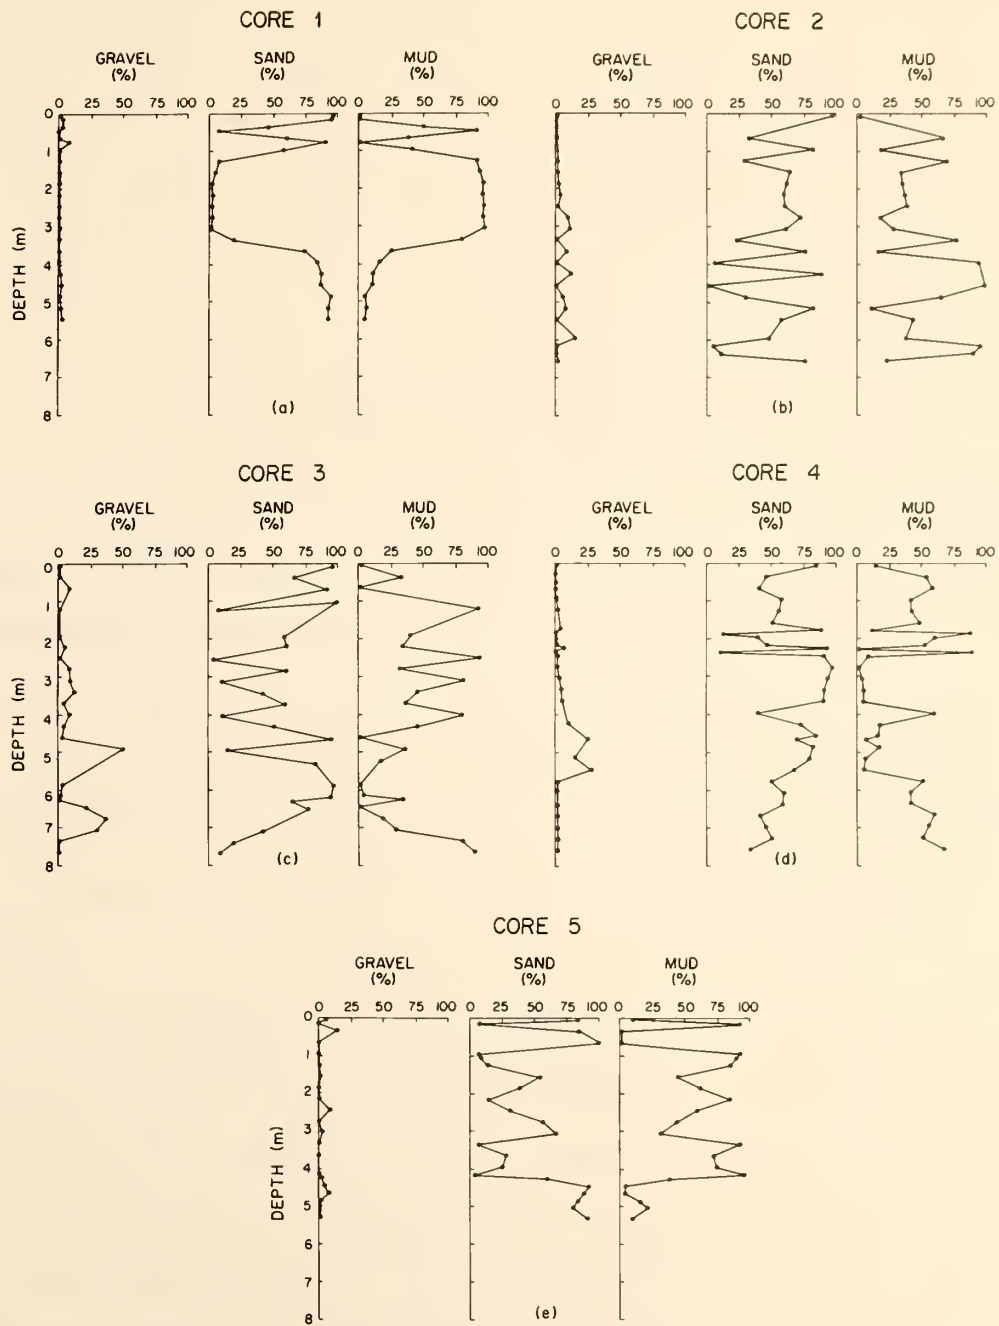 CORE 1
GRAVEL (%) SAND (%) MUD (%)
0 25 50 75 100 0 25 50 75 100 0 25 50 75 100
DEPTH (m)
0
1
2
3
4
5
6
7
8
(a)
CORE 2
GRAVEL (%) SAND (%) MUD (%)
0 25 50 75 100 0 25 50 75 100 0 25 50 75 100
(b)
CORE 3
GRAVEL (%) SAND (%) MUD (%)
0 25 50 75 100 0 25 50 75 100 0 25 50 75 100
DEPTH (m)
0
1
2
3
4
5
6
7
8
(c)
CORE 4
GRAVEL (%) SAND (%) MUD (%)
0 25 50 75 100 0 25 50 75 100 0 25 50 75 100
(d)
CORE 5
GRAVEL (%) SAND (%) MUD (%)
0 25 50 75 100 0 25 50 75 100 0 25 50 75 100
DEPTH (m)
0
1
2
3
4
5
6
7
8
(e)